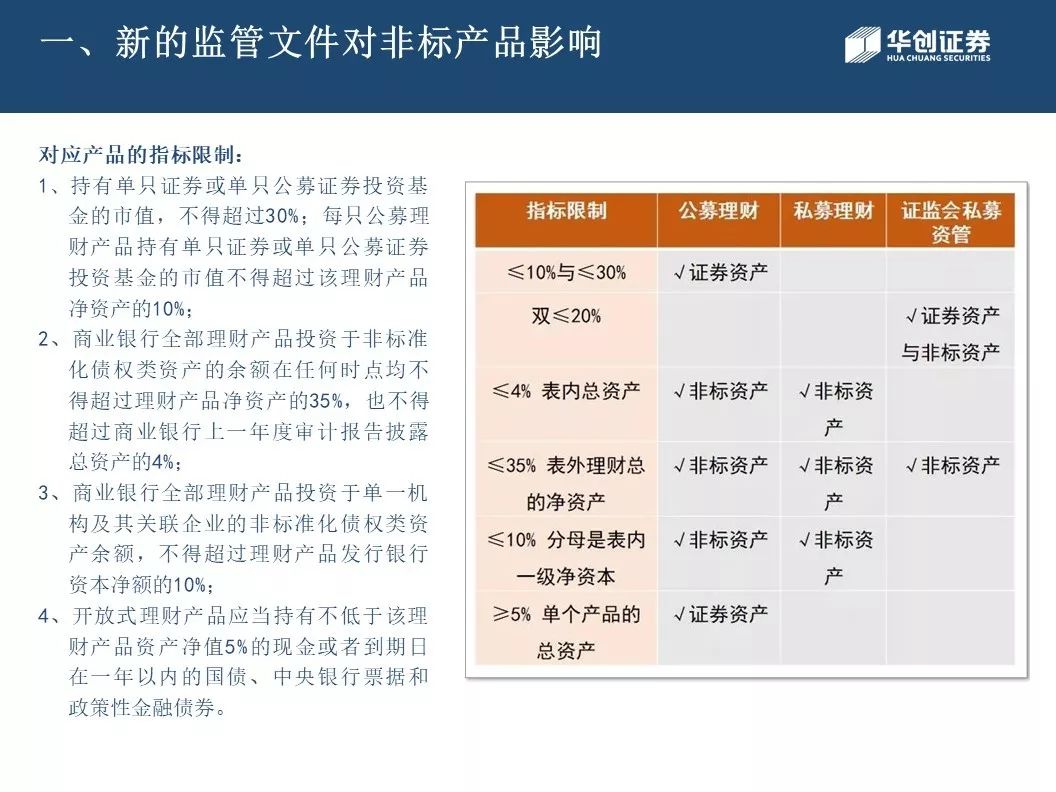 一、新的监管文件对非标产品影响
华创证券
HUA CHUANG SECURITIES
对应产品的指标限制：
1、持有单只证券或单只公募证券投资基
金的市值，不得超过30%；每只公募理
财产品持有单只证券或单只公募证券
投资基金的市值不得超过该理财产品
净资产的10%；
2、商业银行全部理财产品投资于非标准
化债权类资产的余额在任何时点均不
得超过理财产品净资产的35%，也不得
超过商业银行上一年度审计报告披露
总资产的4%；
3、商业银行全部理财产品投资于单一机
构及其关联企业的非标准化债权类资
产余额，不得超过理财产品发行银行
资本净额的10%；
4、开放式理财产品应当持有不低于该理
财产品资产净值5%的现金或者到期日
在一年以内的国债、中央银行票据和
政策性金融债券。
指标限制 公募理财 私募理财 证监会私募
资管
≤10%与≤30% √证券资产
双≤20% √证券资产
与非标资产
≤4% 表内总资产 √非标资产 √非标资
产
≤35% 表外理财总 √非标资产 √非标资 √非标资产
的净资产 产
≤10% 分母是表内 √非标资产 √非标资
一级净资本 产
≥5% 单个产品的 √证券资产
总资产